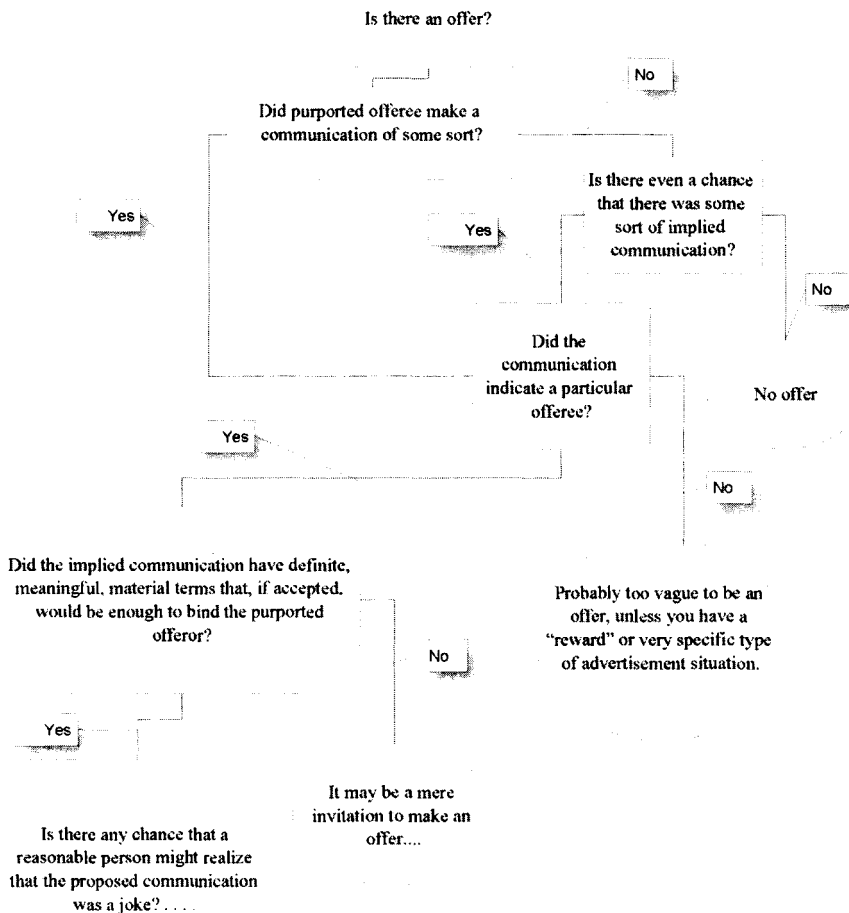 Is there an offer?
No
Did purported offeree make a
communication of some sort?
Is there even a chance
that there was some
sort of implied
communication?
Yes
Yes
No
Did the
communication
indicate a particular
offeree?
No offer
Yes
No
Did the implied communication have definite,
meaningful, material terms that, if accepted,
would be enough to bind the purported
offeror?
Probably too vague to be an
offer, unless you have a
“reward” or very specific type
of advertisement situation.
No
Yes
It may be a mere
invitation to make an
offer....
Is there any chance that a
reasonable person might realize
that the proposed communication
was a joke? . . . .